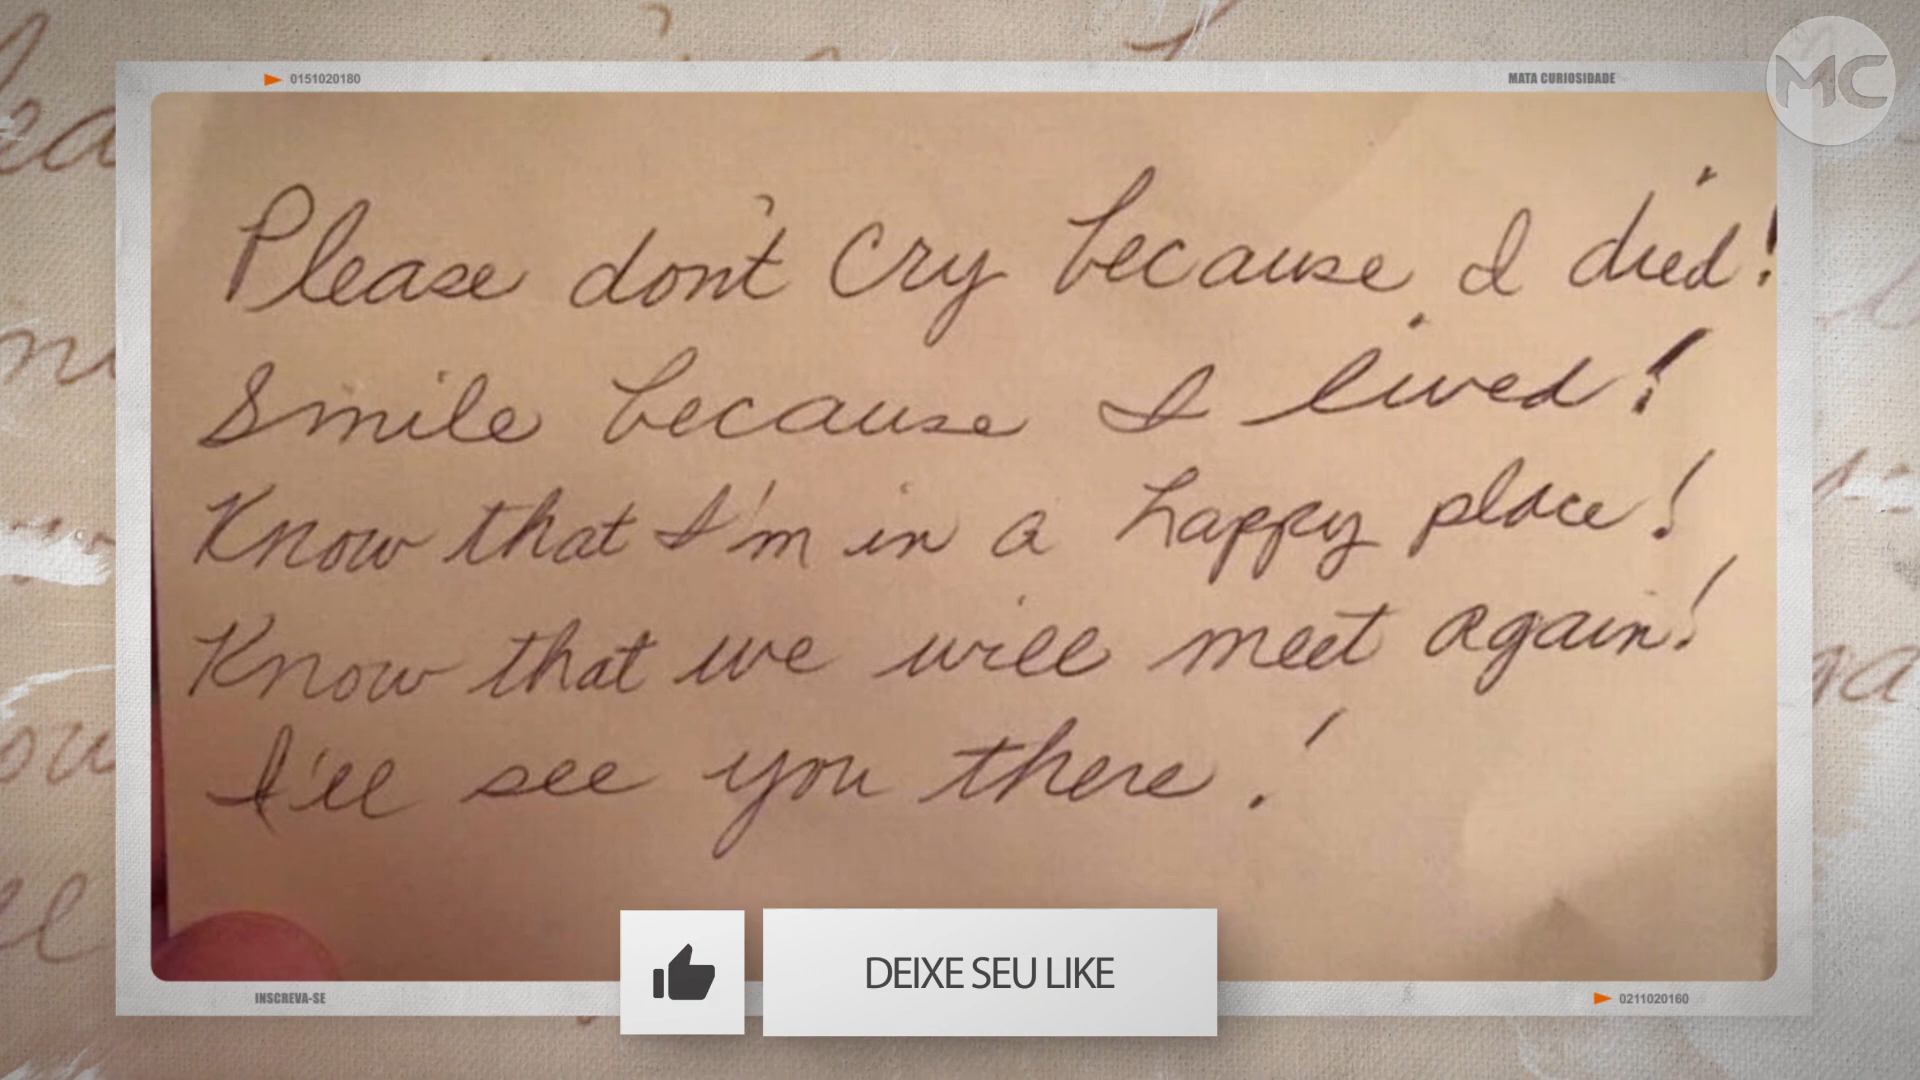 0151020180
MATA CURIOSIDADE
MC
Please don't cry because I died!
Smile because I lived!
Know that I'm in a happy place!
Know that we will meet again!
I'll see you there!
DEIXE SEU LIKE
INSCREVA-SE
0211020160